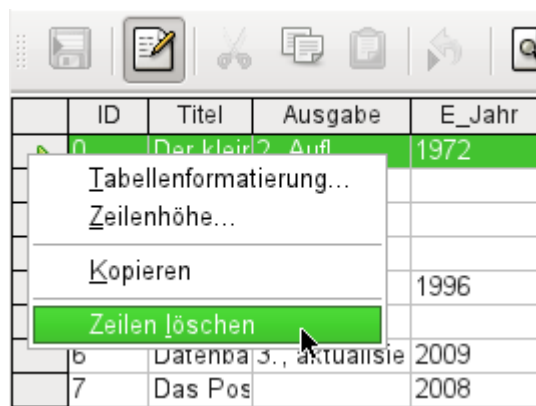 ID Titel Ausgabe E_Jahr
0 Der klein 2. Aufl. 1972
Tabellenformatierung...
Zeilenhöhe...
Kopieren
1996
Zeilen löschen
6 Datenba 3., aktualisie 2009
7 Das Pos 2008